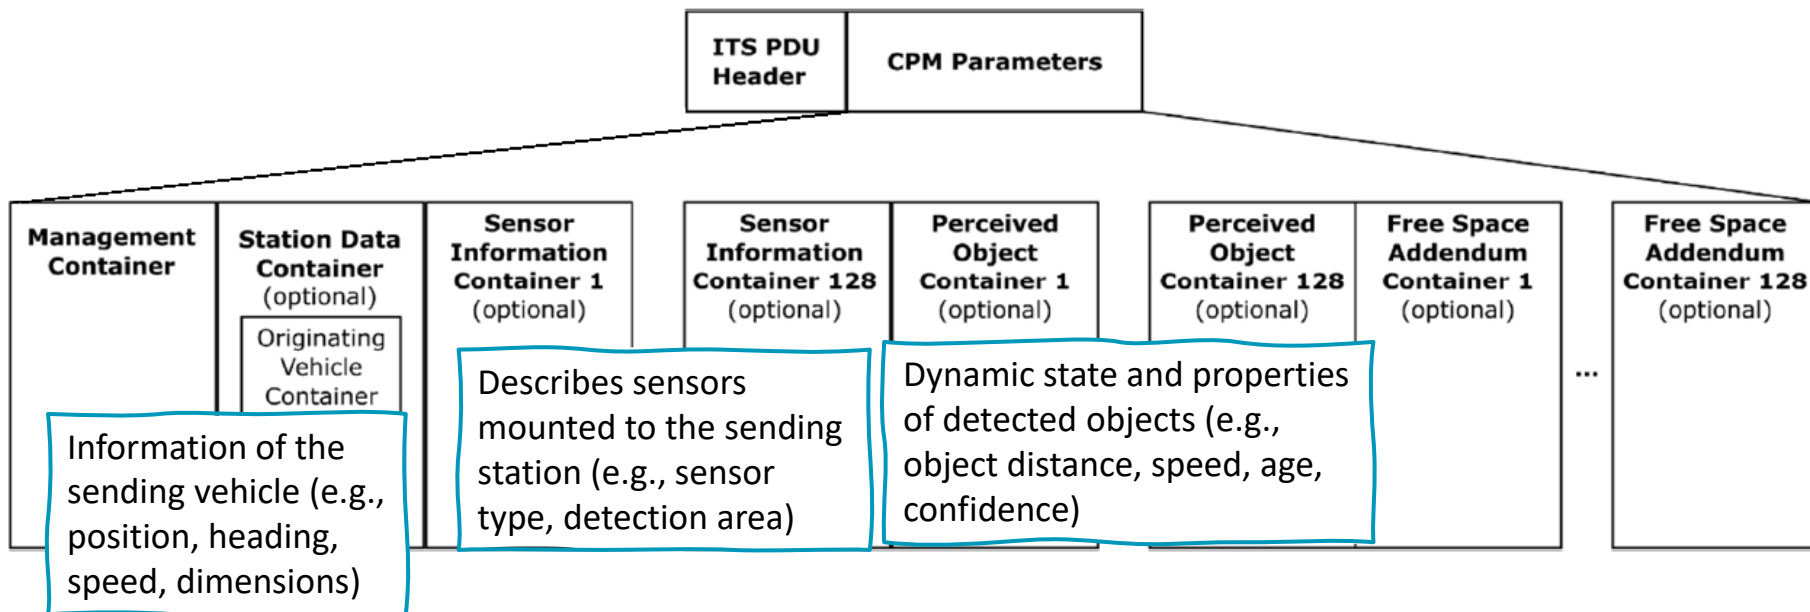 ITS PDU
Header
CPM Parameters
Management
Container
Station Data
Container
(optional)
Originating
Vehicle
Container
Sensor
Information
Container 1
(optional)
Sensor
Information
Container 128
(optional)
Perceived
Object
Container 1
(optional)
Perceived
Object
Container 128
(optional)
Free Space
Addendum
Container 1
(optional)
...
Free Space
Addendum
Container 128
(optional)
Information of the
sending vehicle (e.g.,
position, heading,
speed, dimensions)
Describes sensors
mounted to the sending
station (e.g., sensor
type, detection area)
Dynamic state and properties
of detected objects (e.g.,
object distance, speed, age,
confidence)